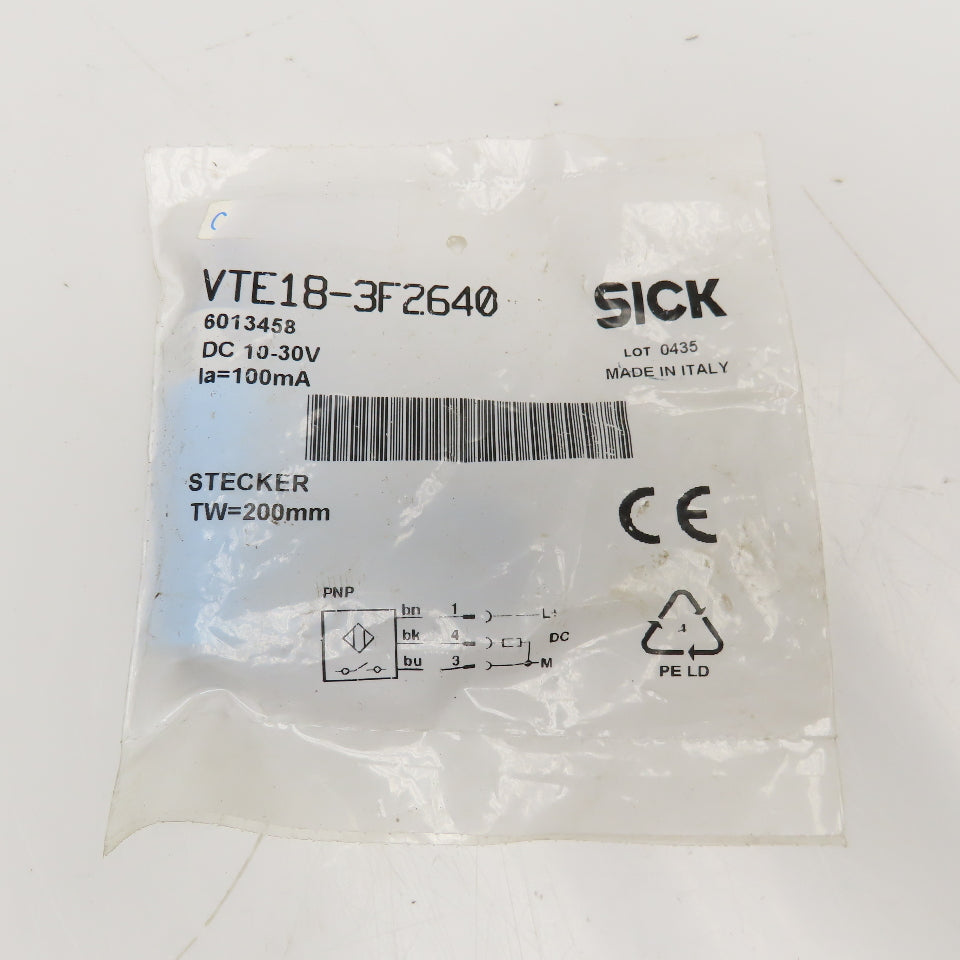 C
VTE18-3F2640
6013458
DC 10-30V
Ia=100mA
SICK
LOT 0435
MADE IN ITALY
STECKER
TW=200mm
CE
PNP
bn 1 L+
bk 4 DC
bu 3 M
4
PE LD